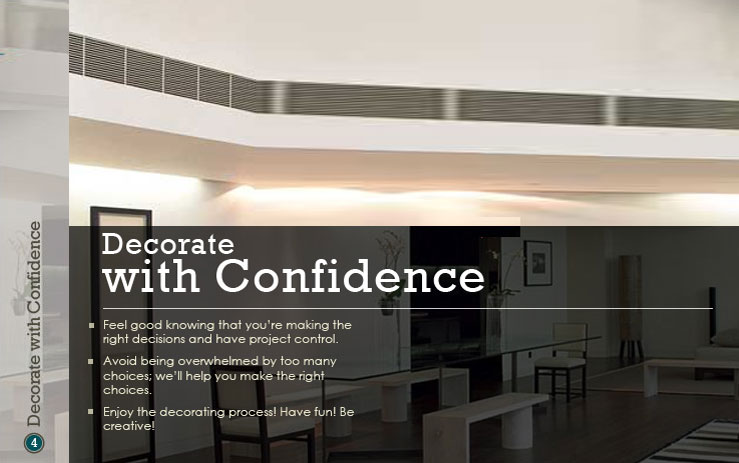 Decorate
with Confidence
Feel good knowing that you're making the
right decisions and have project control.
Avoid being overwhelmed by too many
choices; we'll help you make the right
choices.
Enjoy the decorating process! Have fun! Be
creative!
Decorate with Confidence
4